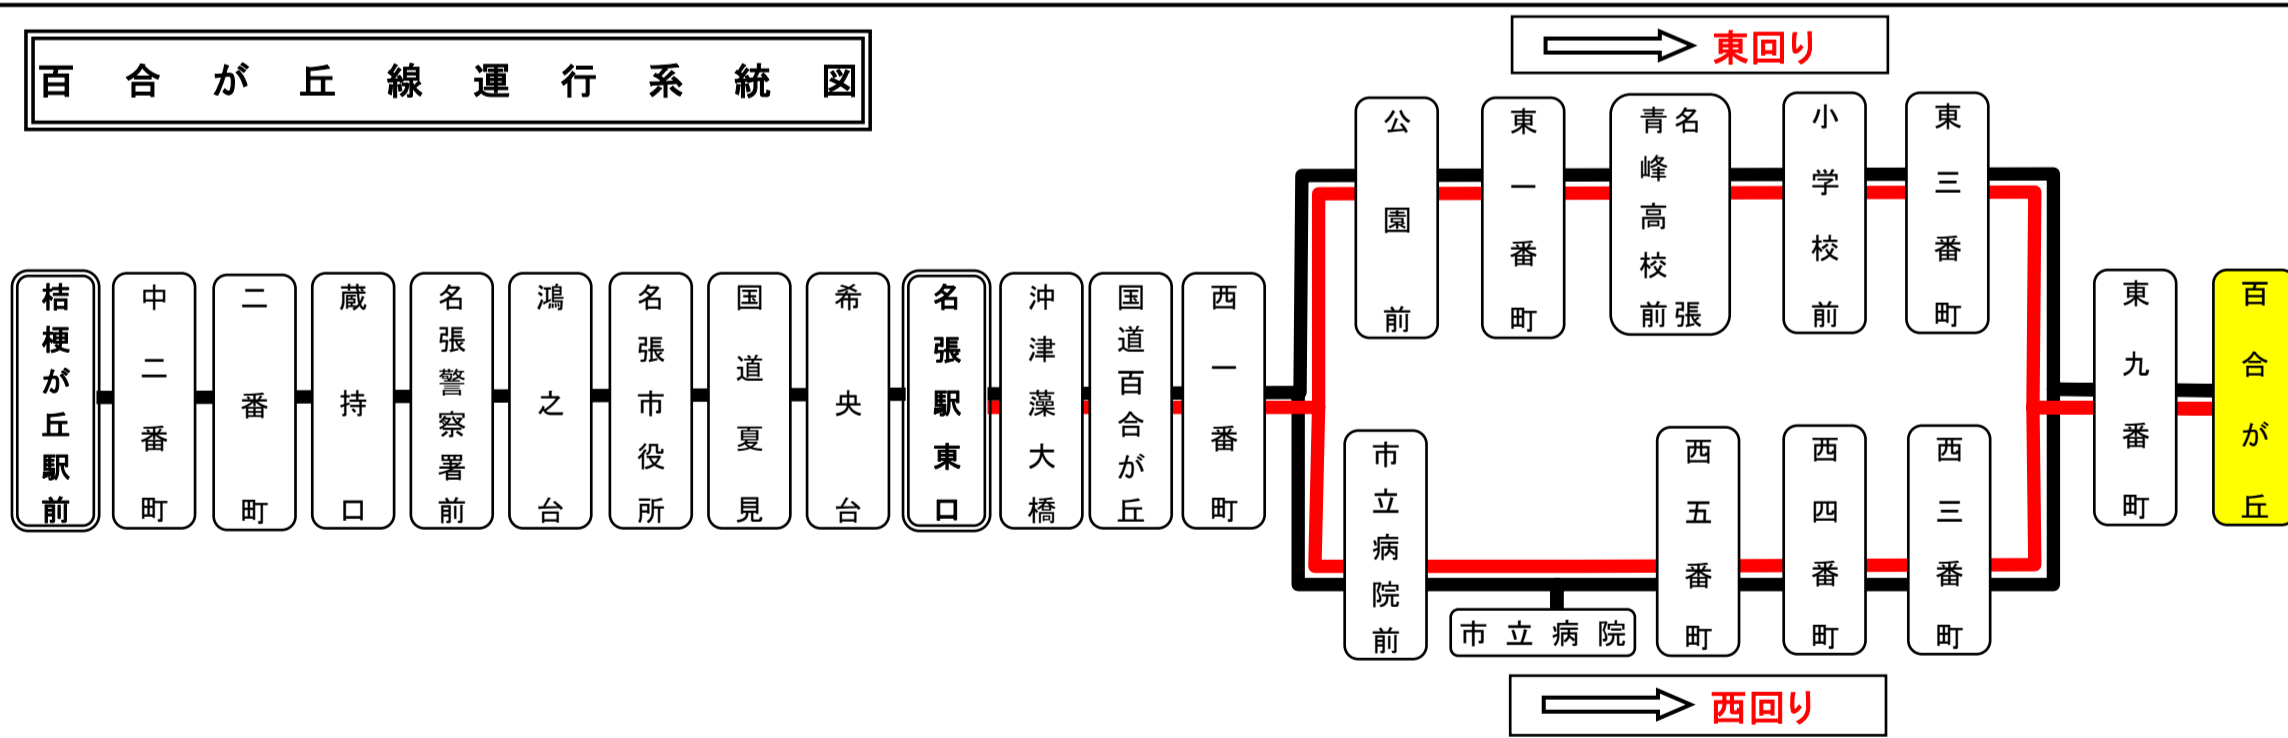 百合が丘線運行系統図
東回り
公園前
東一番町
名張
青峰高校前
小学校前
東三番町
桔梗が丘駅前
中二番町
二番町
蔵持口
名張警察署前
鴻之台
名張市役所
国道夏見
希央台
名張駅東口
沖津藻大橋
国道百合が丘
西一番町
東九番町
百合が丘
市立病院前
市立病院
西五番町
西四番町
西三番町
西回り